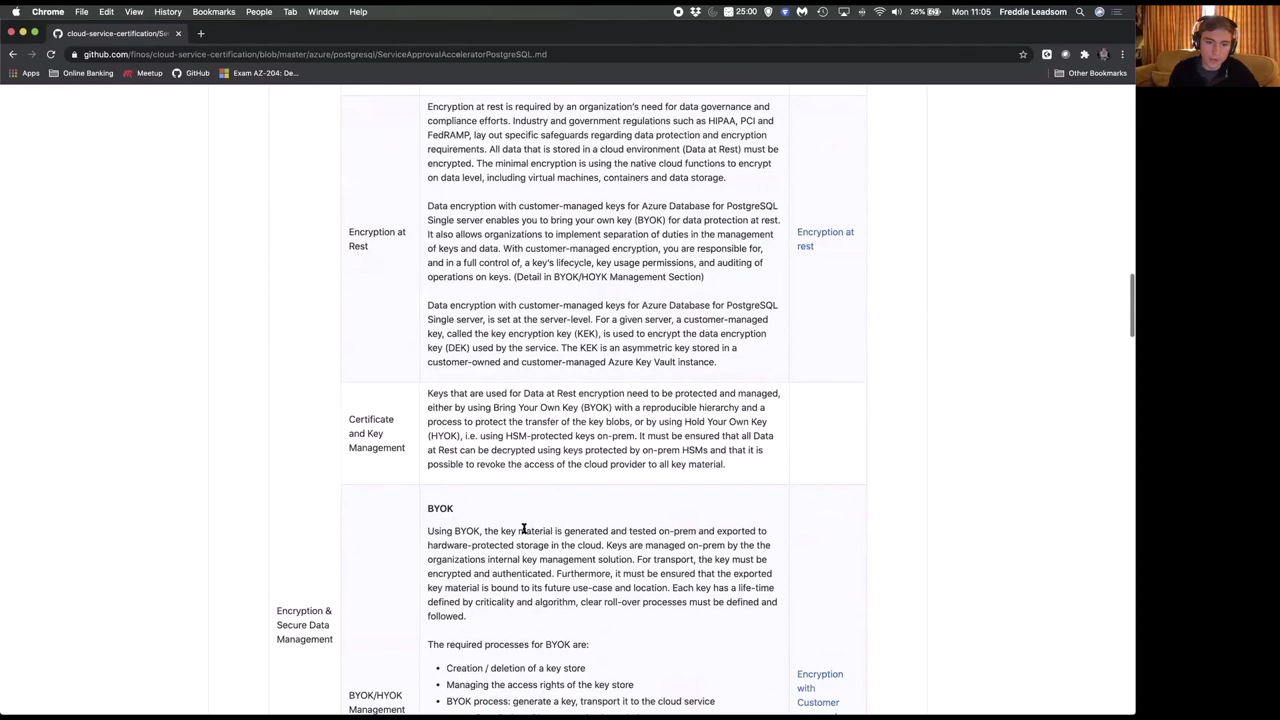 Chrome File Edit View History Bookmarks People Tab Window Help
25:00 26% Mon 11:05 Freddie Leadsom
cloud-service-certification/Se
github.com/finos/cloud-service-certification/blob/master/azure/postgresql/ServiceApprovalAcceleratorPostgreSQL.md
Apps Online Banking Meetup GitHub Exam AZ-204: De... Other Bookmarks
Encryption at rest is required by an organization's need for data governance and
compliance efforts. Industry and government regulations such as HIPAA, PCI and
FedRAMP, lay out specific safeguards regarding data protection and encryption
requirements. All data that is stored in a cloud environment (Data at Rest) must be
encrypted. The minimal encryption is using the native cloud functions to encrypt
on data level, including virtual machines, containers and data storage.
Data encryption with customer-managed keys for Azure Database for PostgreSQL
Single server enables you to bring your own key (BYOK) for data protection at rest.
It also allows organizations to implement separation of duties in the management
of keys and data. With customer-managed encryption, you are responsible for,
and in a full control of, a key's lifecycle, key usage permissions, and auditing of
operations on keys. (Detail in BYOK/HOYK Management Section)
Data encryption with customer-managed keys for Azure Database for PostgreSQL
Single server, is set at the server-level. For a given server, a customer-managed
key, called the key encryption key (KEK), is used to encrypt the data encryption
key (DEK) used by the service. The KEK is an asymmetric key stored in a
customer-owned and customer-managed Azure Key Vault instance.
Encryption at
Rest
Encryption at
rest
Certificate
and Key
Management
Keys that are used for Data at Rest encryption need to be protected and managed,
either by using Bring Your Own Key (BYOK) with a reproducible hierarchy and a
process to protect the transfer of the key blobs, or by using Hold Your Own Key
(HYOK), i.e. using HSM-protected keys on-prem. It must be ensured that all Data
at Rest can be decrypted using keys protected by on-prem HSMs and that it is
possible to revoke the access of the cloud provider to all key material.
Encryption &
Secure Data
Management
BYOK/HYOK
Management
BYOK
Using BYOK, the key material is generated and tested on-prem and exported to
hardware-protected storage in the cloud. Keys are managed on-prem by the the
organizations internal key management solution. For transport, the key must be
encrypted and authenticated. Furthermore, it must be ensured that the exported
key material is bound to its future use-case and location. Each key has a life-time
defined by criticality and algorithm, clear roll-over processes must be defined and
followed.
The required processes for BYOK are:
• Creation / deletion of a key store
• Managing the access rights of the key store
• BYOK process: generate a key, transport it to the cloud service
Encryption
with
Customer